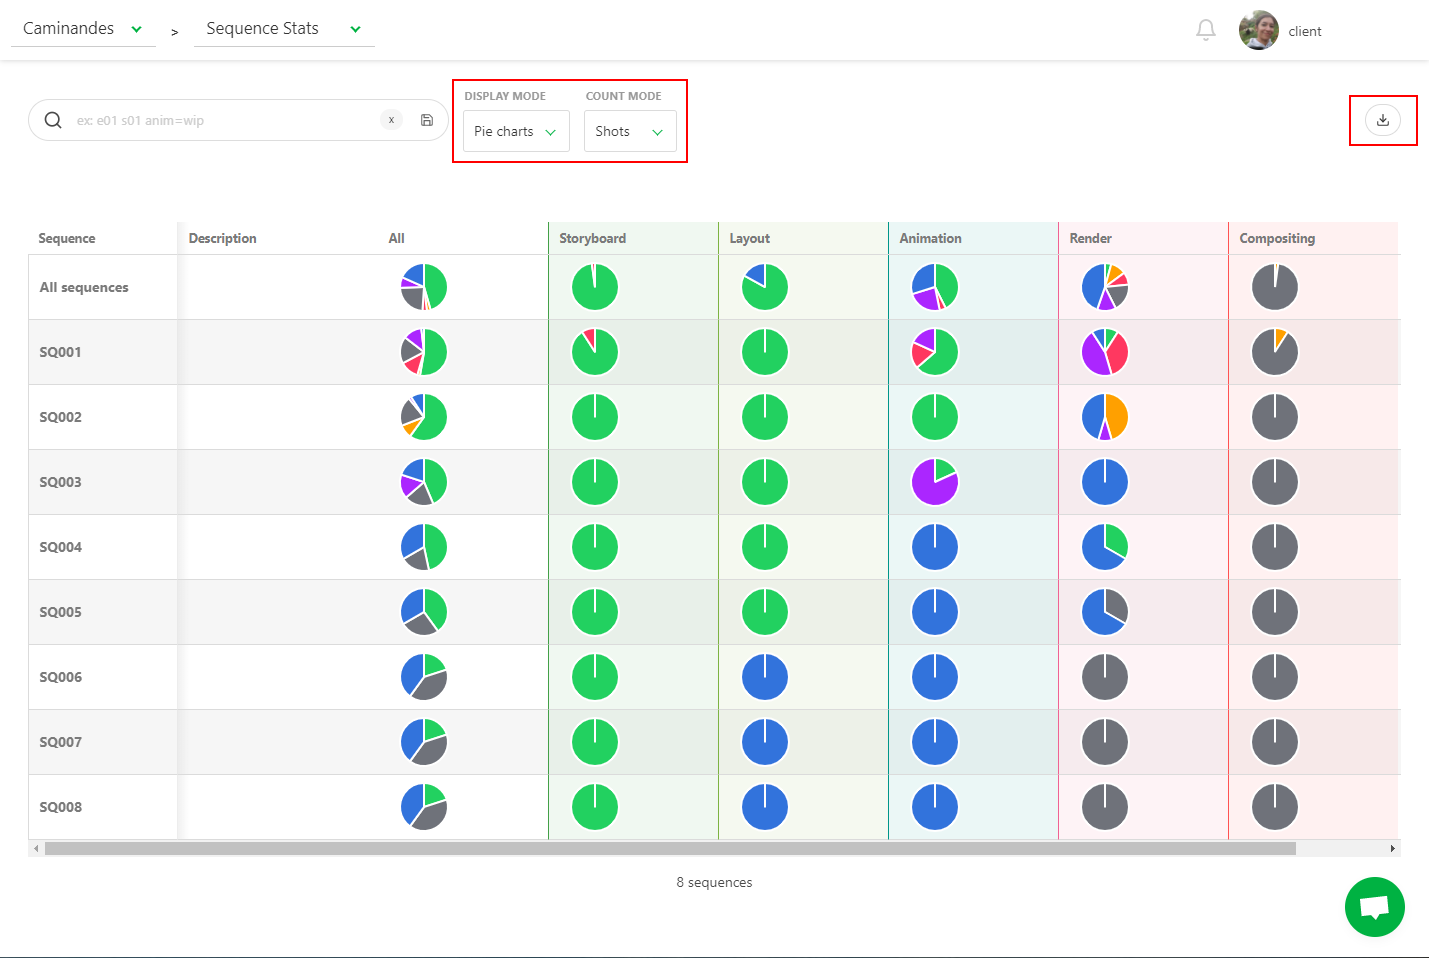 Caminandes > Sequence Stats client
DISPLAY MODE COUNT MODE
ex: e01 s01 anim=wip x Pie charts Shots
Sequence Description All Storyboard Layout Animation Render Compositing
All sequences
SQ001
SQ002
SQ003
SQ004
SQ005
SQ006
SQ007
SQ008
8 sequences